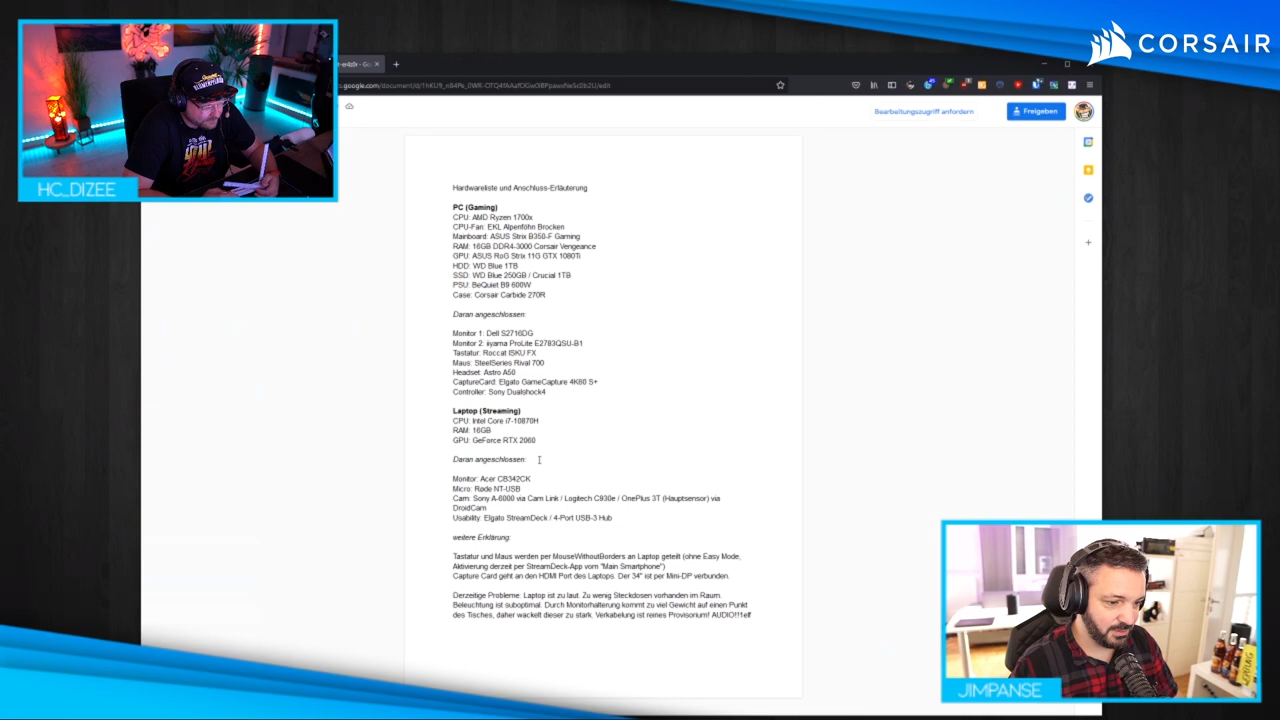 CORSAIR
HC_DIZEE
Bearbeitungszugriff anfordern
Freigeben
Hardwareliste und Anschluss-Erläuterung
PC (Gaming)
CPU: AMD Ryzen 1700x
CPU-Fan: EKL Alpenföhn Brocken
Mainboard: ASUS Strix B350-F Gaming
RAM: 16GB DDR4-3000 Corsair Vengeance
GPU: ASUS RoG Strix 11G GTX 1080Ti
HDD: WD Blue 1TB
SSD: WD Blue 250GB / Crucial 1TB
PSU: BeQuiet B9 600W
Case: Corsair Carbide 270R
Daran angeschlossen:
Monitor 1: Dell S2716DG
Monitor 2: iiyama ProLite E2783QSU-B1
Tastatur: Roccat ISKU FX
Maus: SteelSeries Rival 700
Headset: Astro A50
CaptureCard: Elgato GameCapture 4K60 S+
Controller: Sony Dualshock4
Laptop (Streaming)
CPU: Intel Core i7-10870H
RAM: 16GB
GPU: GeForce RTX 2060
Daran angeschlossen:
Monitor: Acer CB342CK
Micro: Røde NT-USB
Cam: Sony A-6000 via Cam Link / Logitech C930e / OnePlus 3T (Hauptsensor) via
DroidCam
Usability: Elgato StreamDeck / 4-Port USB-3 Hub
weitere Erklärung:
Tastatur und Maus werden per MouseWithoutBorders an Laptop geteilt (ohne Easy Mode,
Aktivierung derzeit per StreamDeck-App vom "Main Smartphone")
Capture Card geht an den HDMI Port des Laptops. Der 34" ist per Mini-DP verbunden.
Derzeitige Probleme: Laptop ist zu laut. Zu wenig Steckdosen vorhanden im Raum.
Beleuchtung ist suboptimal. Durch Monitorhalterung kommt zu viel Gewicht auf einen Punkt
des Tisches, daher wackelt dieser zu stark. Verkabelung ist reines Provisorium! AUDIO!!1elf
JIMPANSE